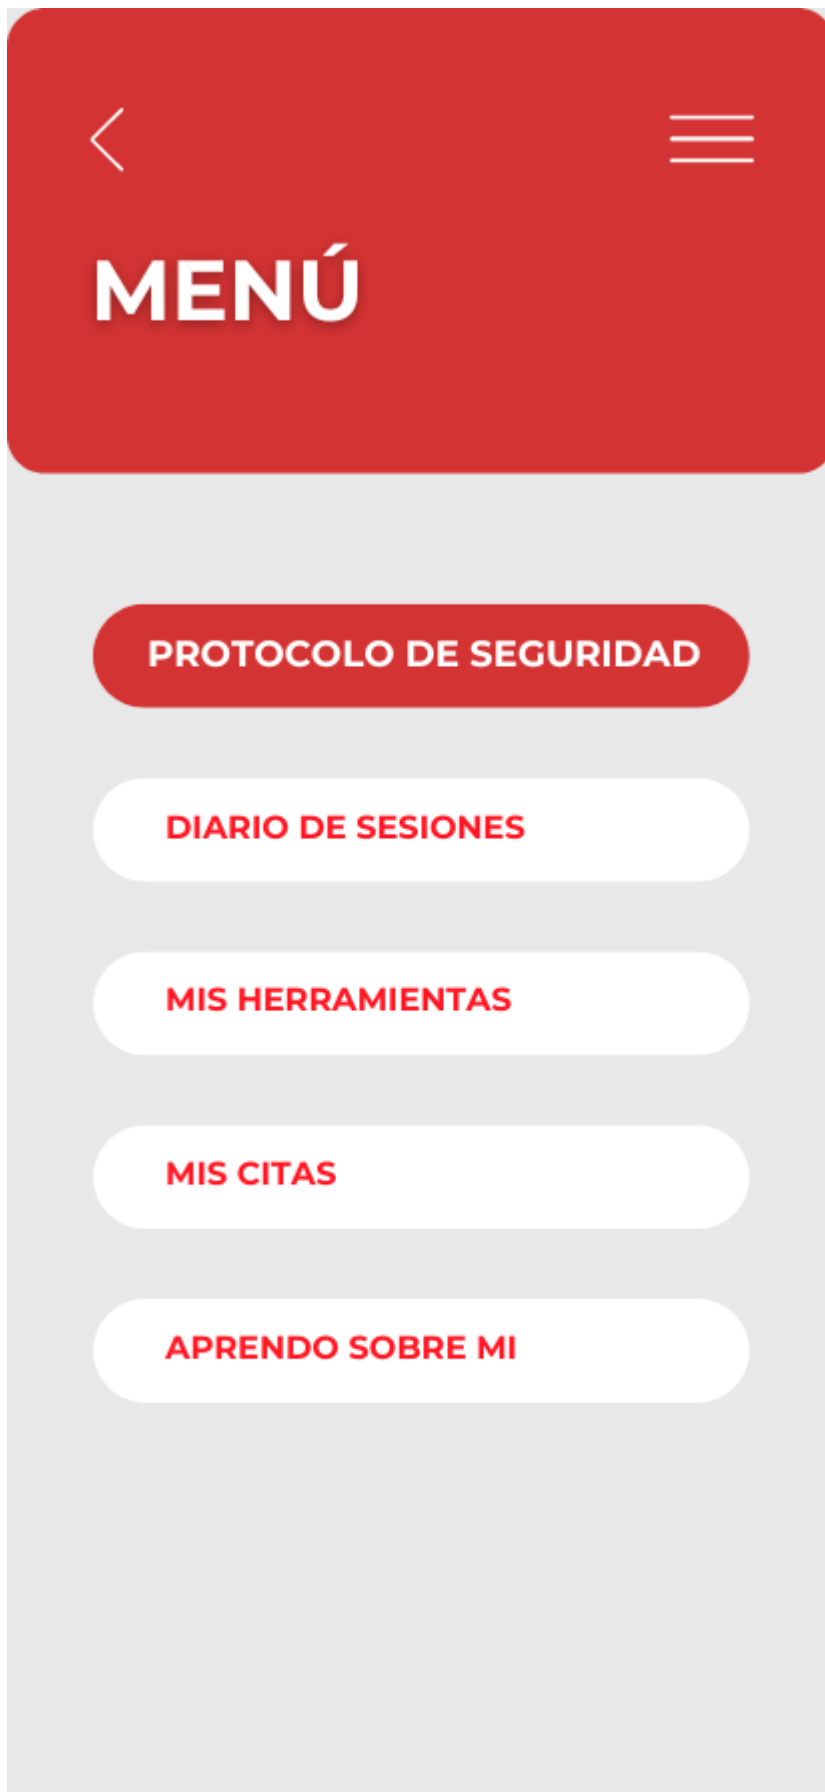 MENÚ
PROTOCOLO DE SEGURIDAD
DIARIO DE SESIONES
MIS HERRAMIENTAS
MIS CITAS
APRENDO SOBRE MI